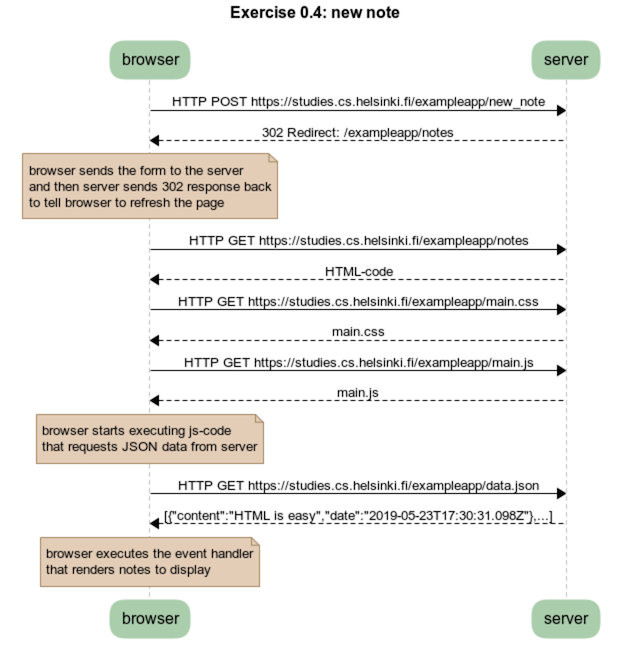 Exercise 0.4: new note
browser
server
HTTP POST https://studies.cs.helsinki.fi/exampleapp/new_note
302 Redirect: /exampleapp/notes
browser sends the form to the server
and then server sends 302 response back
to tell browser to refresh the page
HTTP GET https://studies.cs.helsinki.fi/exampleapp/notes
HTML-code
HTTP GET https://studies.cs.helsinki.fi/exampleapp/main.css
main.css
HTTP GET https://studies.cs.helsinki.fi/exampleapp/main.js
main.js
browser starts executing js-code
that requests JSON data from server
HTTP GET https://studies.cs.helsinki.fi/exampleapp/data.json
[{"content":"HTML is easy","date":"2019-05-23T17:30:31.098Z"},...]
browser executes the event handler
that renders notes to display
browser
server